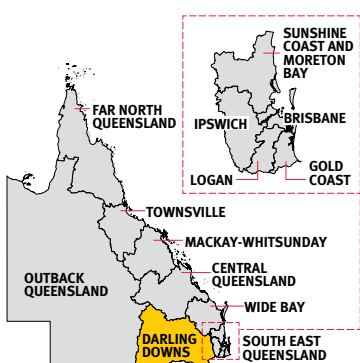 SUNSHINE
COAST AND
MORETON
BAY
IPSWICH
BRISBANE
LOGAN
GOLD
COAST
FAR NORTH
QUEENSLAND
TOWNSVILLE
MACKAY-WHITSUNDAY
CENTRAL
QUEENSLAND
OUTBACK
QUEENSLAND
WIDE BAY
DARLING
DOWNS
SOUTH EAST
QUEENSLAND